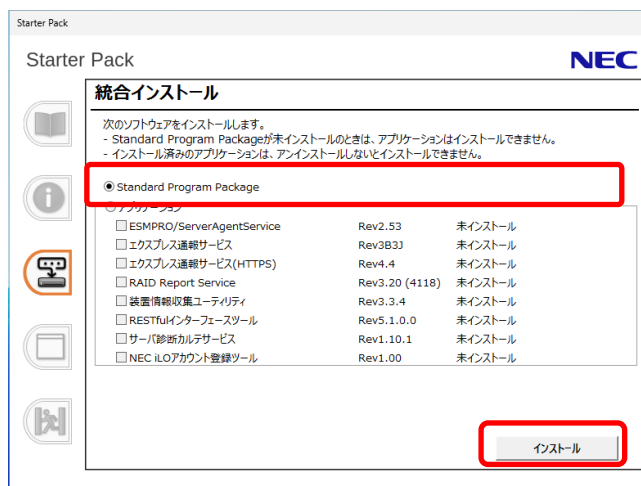 Starter Pack
Starter Pack
NEC
統合インストール
次のソフトウェアをインストールします。
- Standard Program Packageが未インストールのときは、アプリケーションはインストールできません。
- インストール済みのアプリケーションは、アンインストールしないとインストールできません。
Standard Program Package
アプリケーション
ESMPRO/ServerAgentService Rev2.53 未インストール
エクスプレス通報サービス Rev3B3J 未インストール
エクスプレス通報サービス(HTTPS) Rev4.4 未インストール
RAID Report Service Rev3.20 (4118) 未インストール
装置情報収集ユーティリティ Rev3.3.4 未インストール
RESTfulインターフェースツール Rev5.1.0.0 未インストール
サーバ診断カルテサービス Rev1.10.1 未インストール
NEC iLOアカウント登録ツール Rev1.00 未インストール
インストール